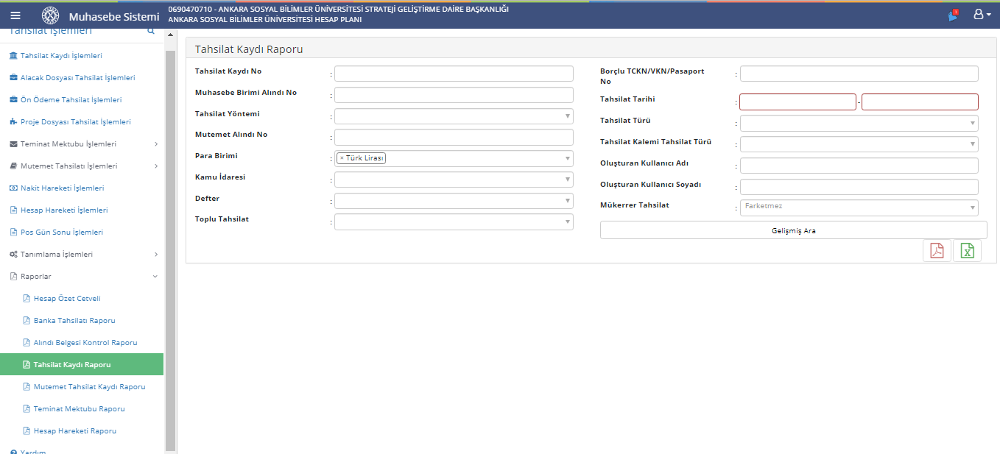 Muhasebe Sistemi
0690470710 - ANKARA SOSYAL BİLİMLER ÜNİVERSİTESİ STRATEJİ GELİŞTİRME DAİRE BAŞKANLIĞI
ANKARA SOSYAL BİLİMLER ÜNİVERSİTESİ HESAP PLANI
1
Tahsilat İşlemleri
Tahsilat Kaydı İşlemleri
Alacak Dosyası Tahsilat İşlemleri
Ön Ödeme Tahsilat İşlemleri
Proje Dosyası Tahsilat İşlemleri
Teminat Mektubu İşlemleri
Mutemet Tahsilatı İşlemleri
Nakit Hareketi İşlemleri
Hesap Hareketi İşlemleri
Pos Gün Sonu İşlemleri
Tanımlama İşlemleri
Raporlar
Hesap Özet Cetveli
Banka Tahsilatı Raporu
Alındı Belgesi Kontrol Raporu
Tahsilat Kaydı Raporu
Mutemet Tahsilat Kaydı Raporu
Teminat Mektubu Raporu
Hesap Hareketi Raporu
Yardım
Tahsilat Kaydı Raporu
Tahsilat Kaydı No :
Muhasebe Birimi Alındı No :
Tahsilat Yöntemi :
Mutemet Alındı No :
Para Birimi : × Türk Lirası
Kamu İdaresi :
Defter :
Toplu Tahsilat :
Borçlu TCKN/VKN/Pasaport :
No
Tahsilat Tarihi : -
Tahsilat Türü :
Tahsilat Kalemi Tahsilat Türü :
Oluşturan Kullanıcı Adı :
Oluşturan Kullanıcı Soyadı :
Mükerrer Tahsilat : Farketmez
Gelişmiş Ara